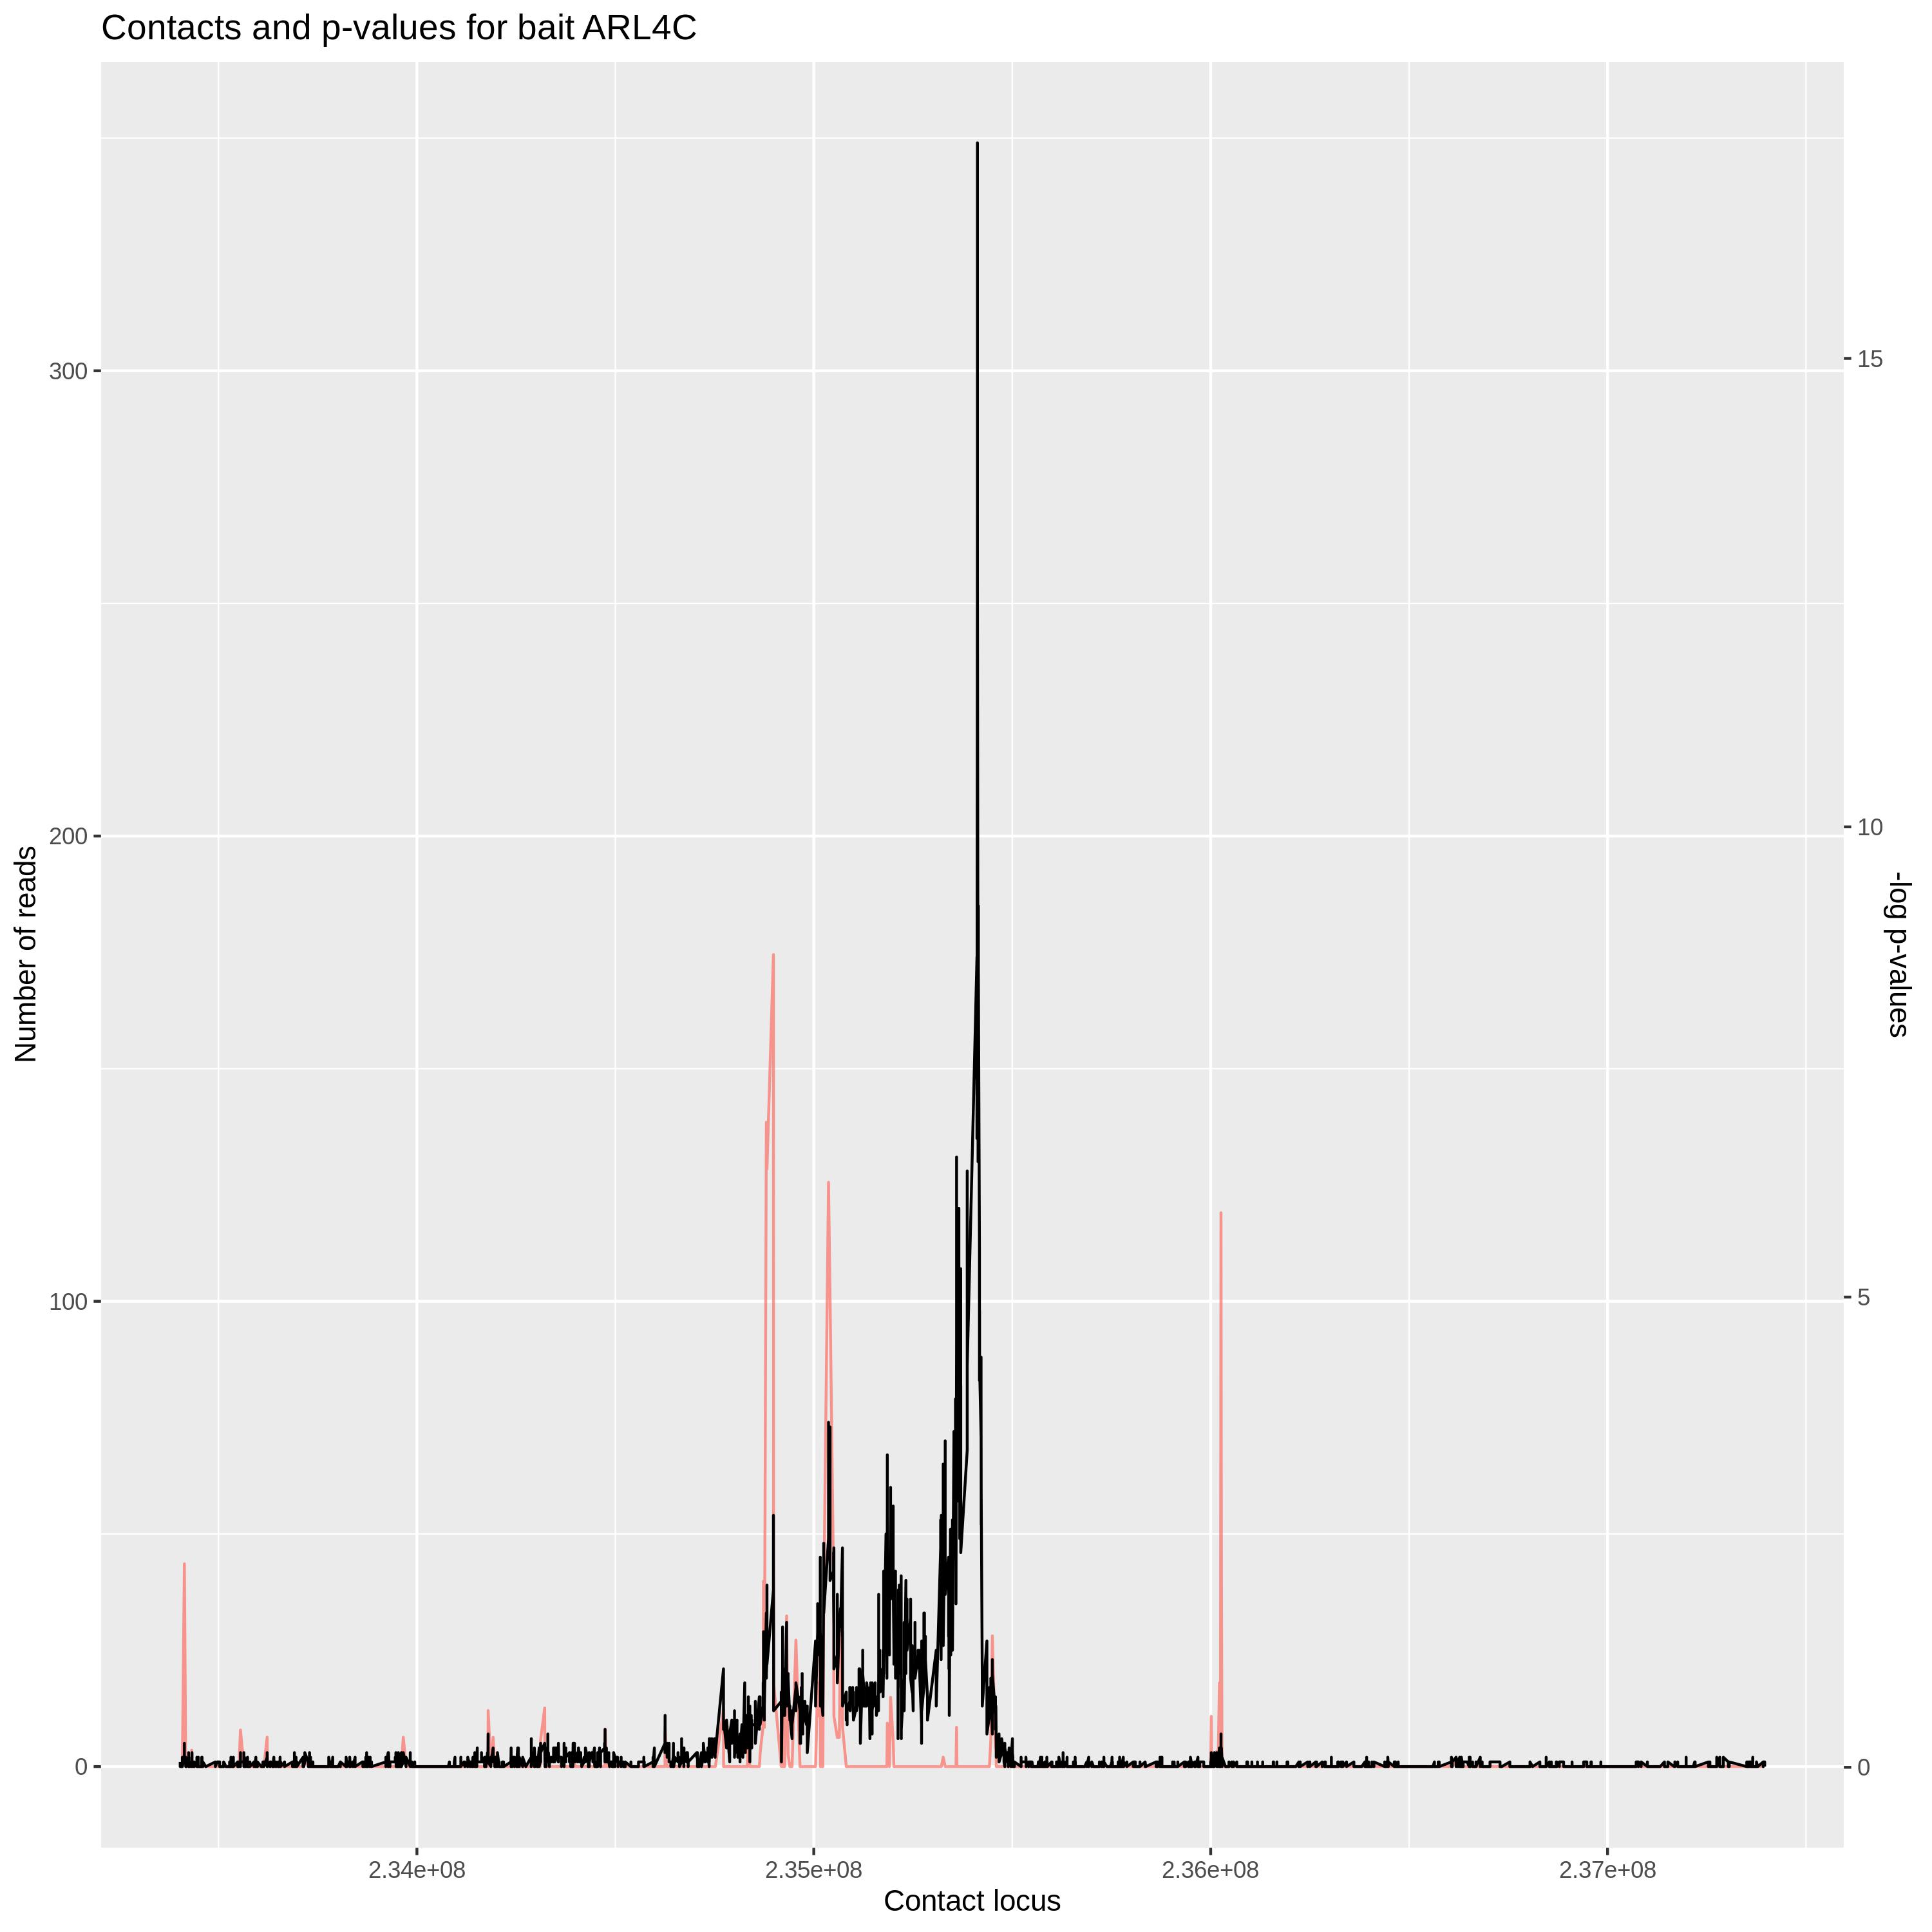 Contacts and p-values for bait ARL4C
300
200
100
0
Number of reads
15
10
5
0
-log p-values
2.34e+08
2.35e+08
2.36e+08
2.37e+08
Contact locus